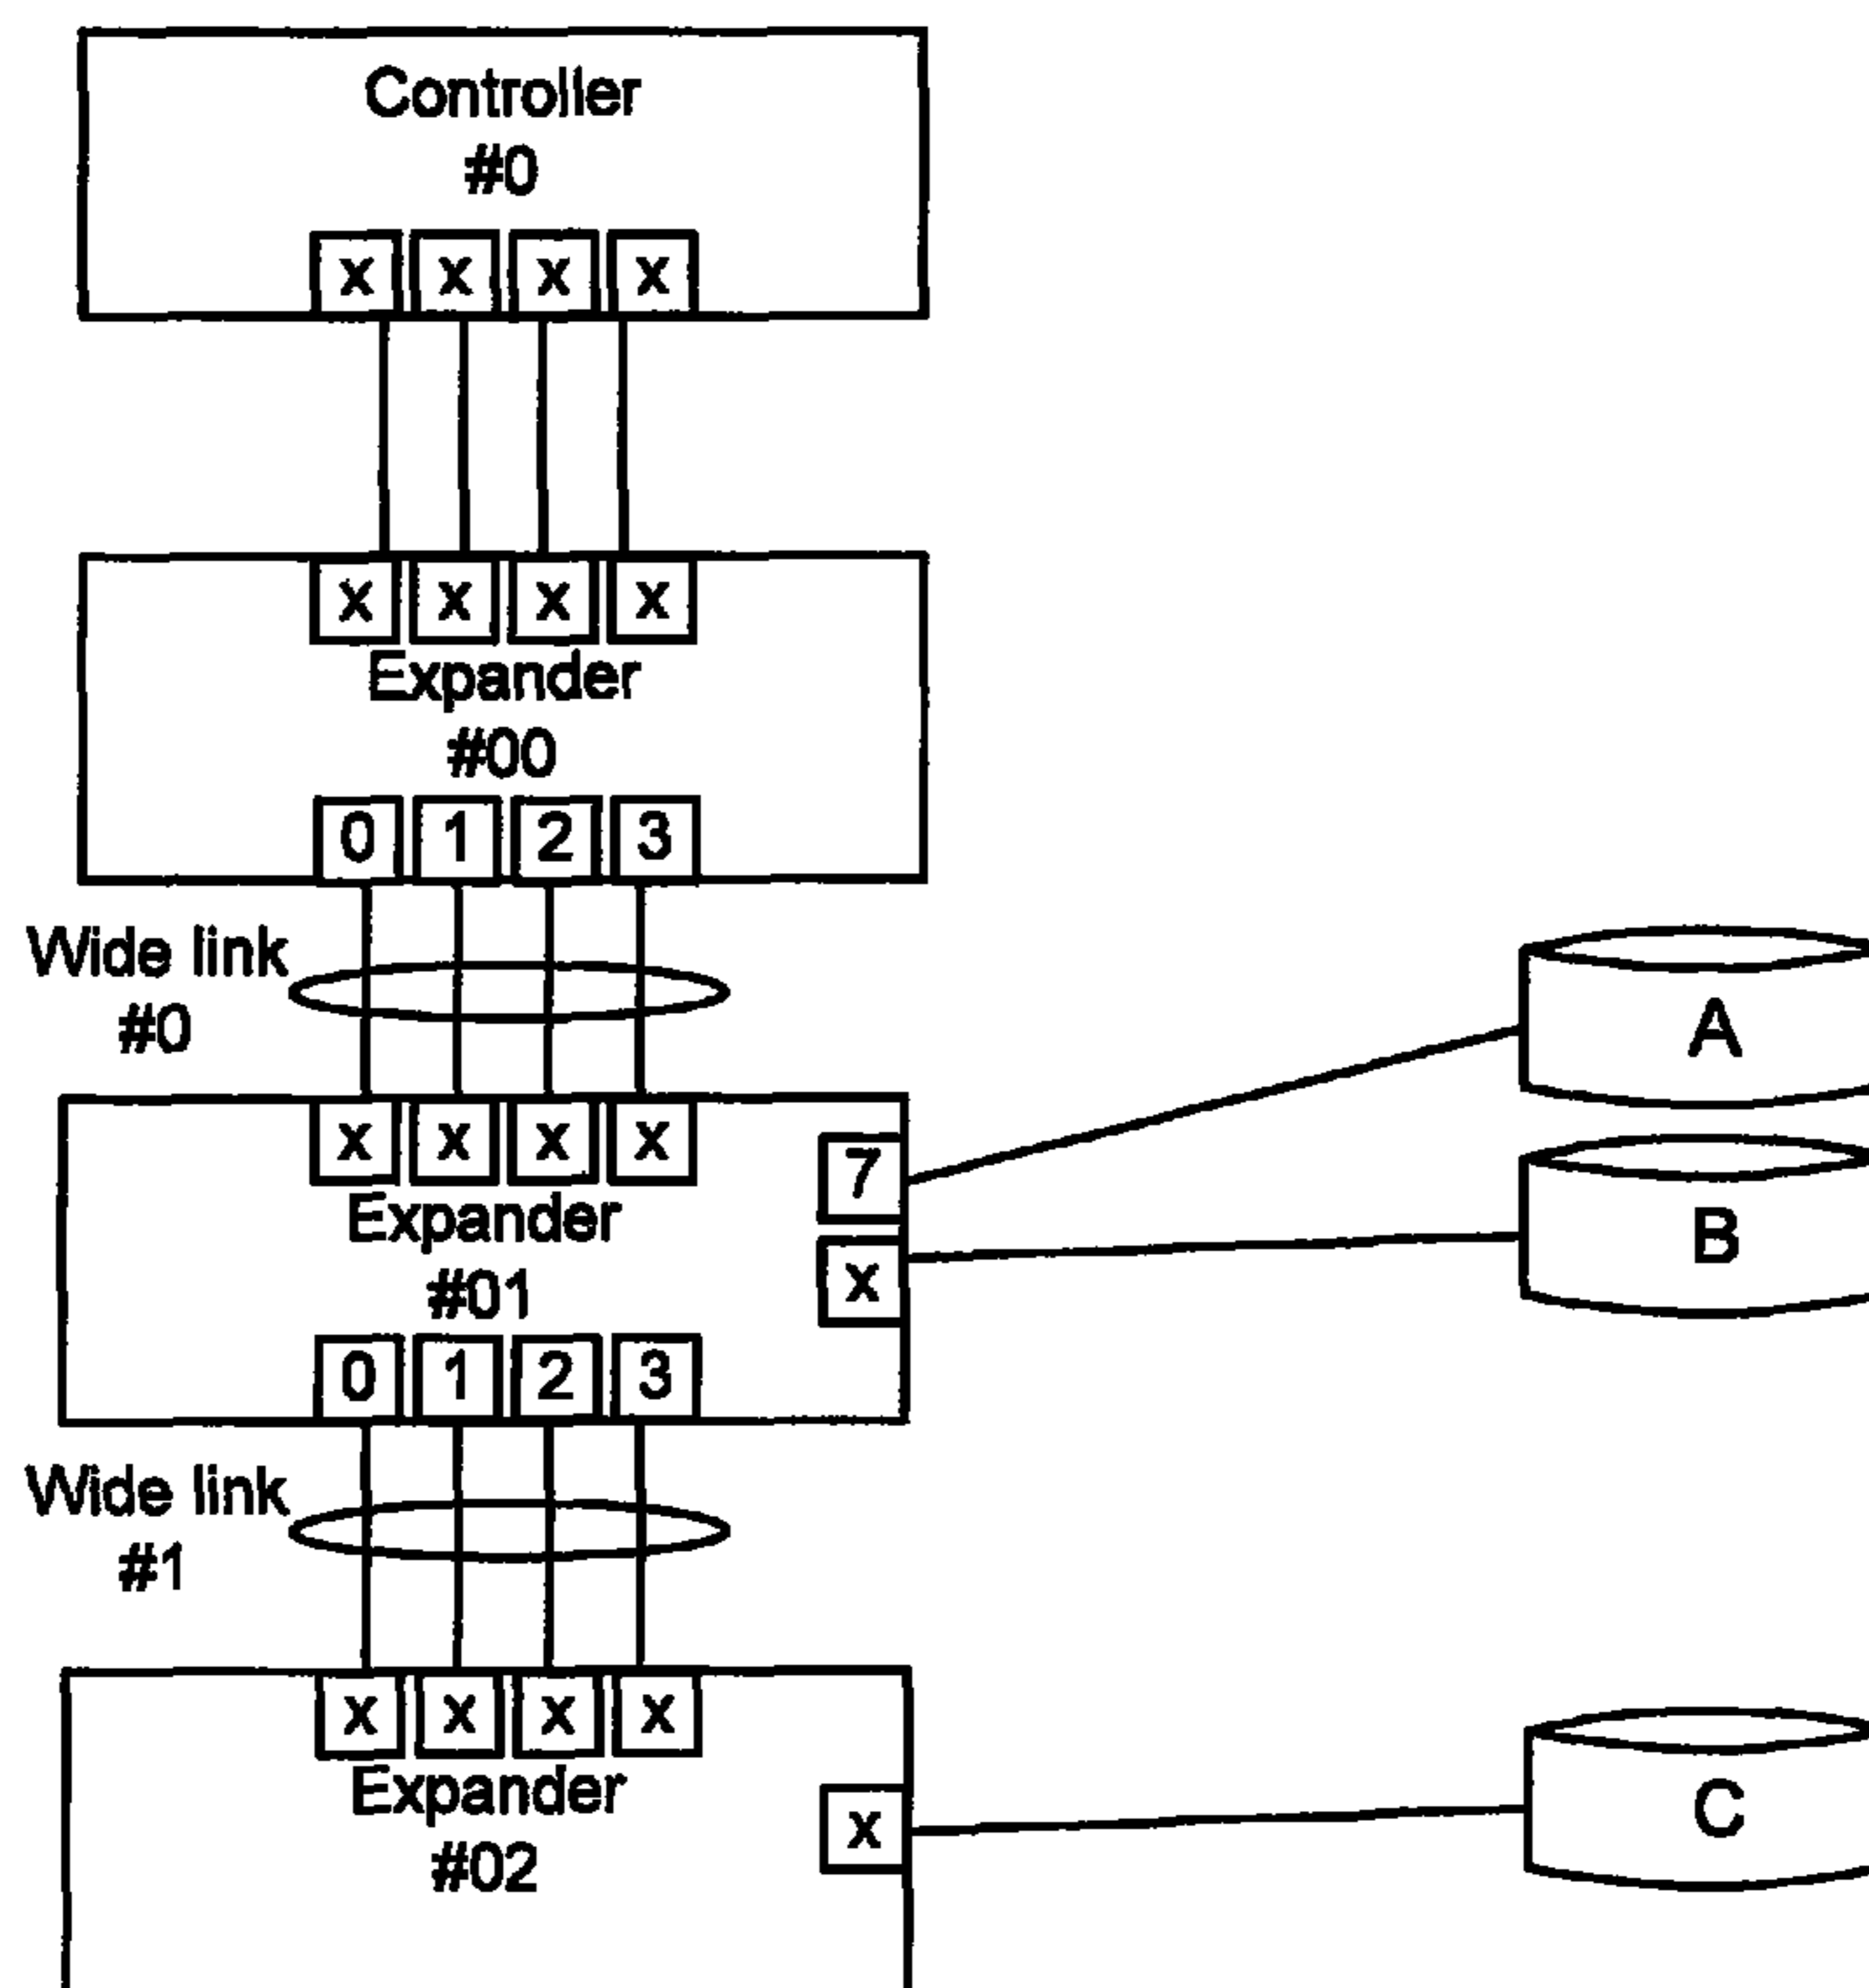 Controller
#0
x x x x
x x x x
Expander
#00
0 1 2 3
Wide link
#0
A
x x x x
7
Expander
B
x
#01
0 1 2 3
Wide link
#1
x x x x
Expander
x
C
#02